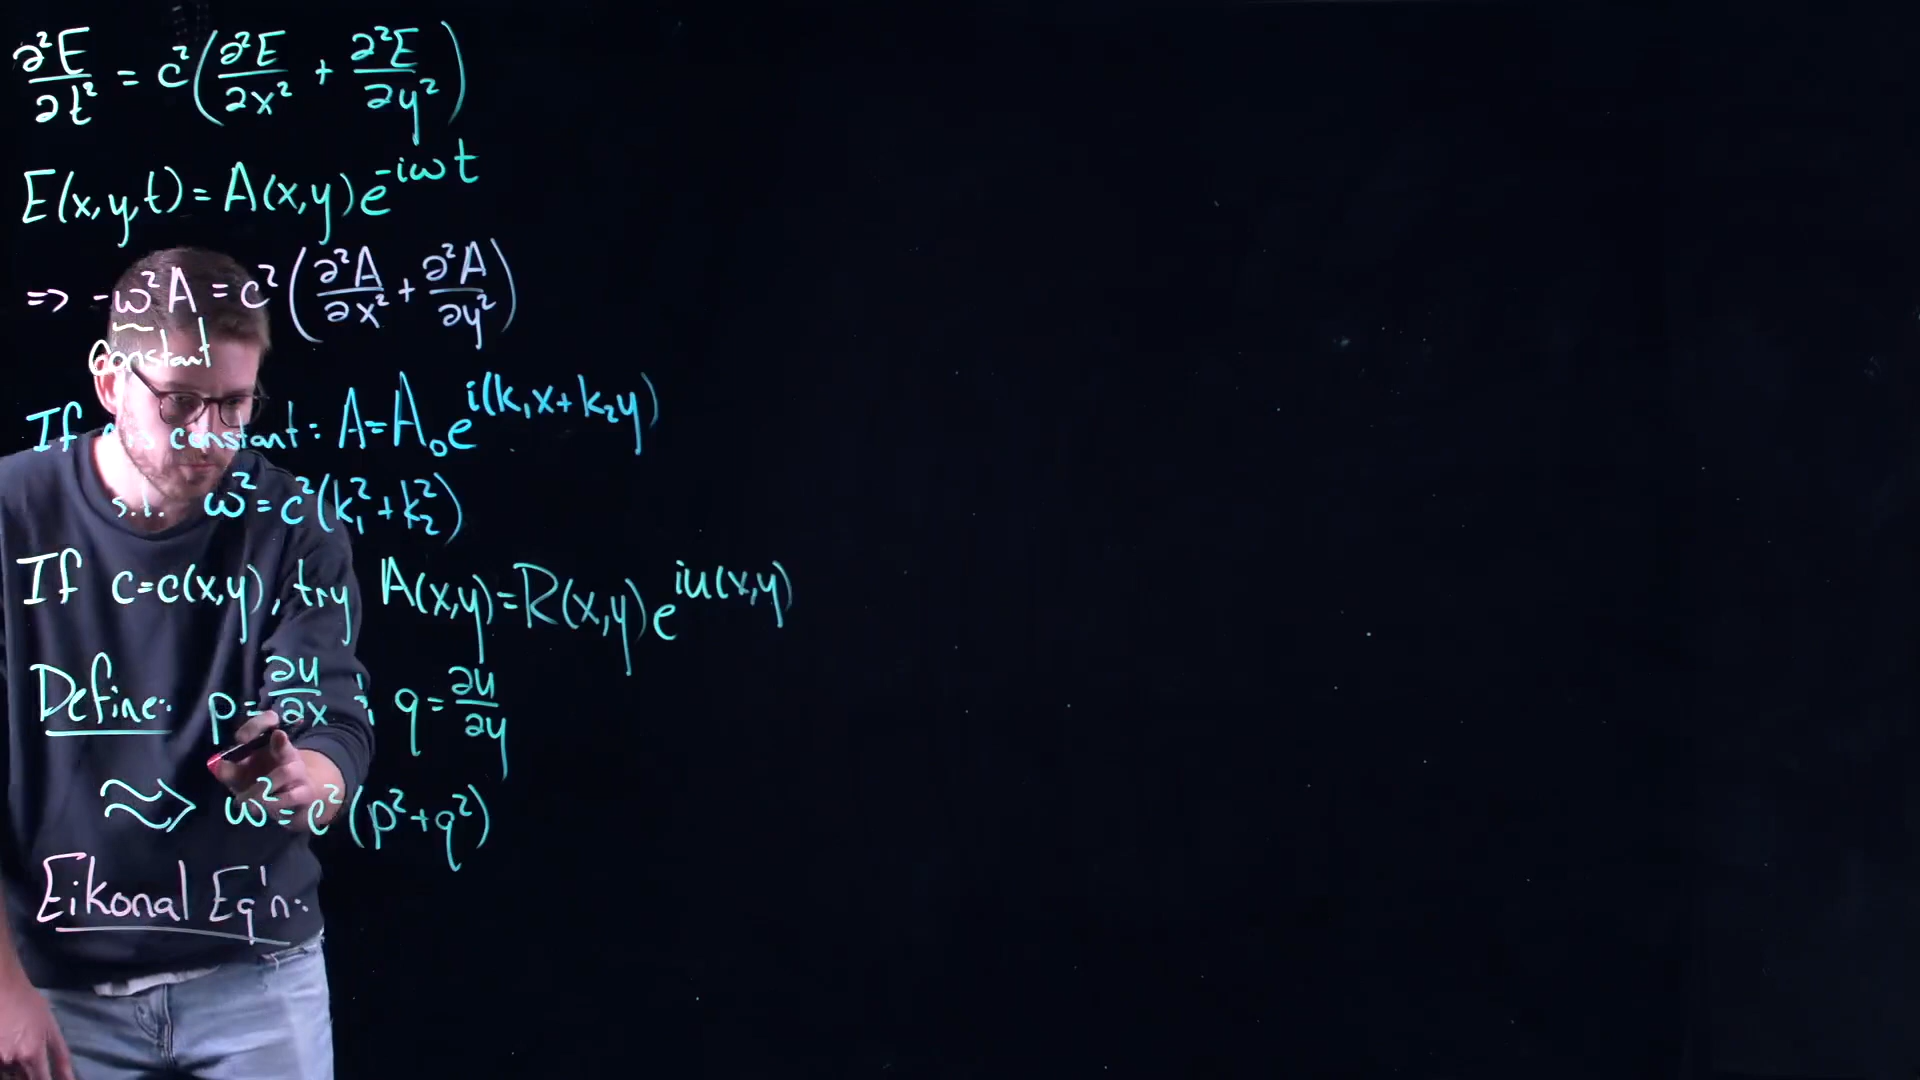 ∂²E/∂t² = c²(∂²E/∂x² + ∂²E/∂y²)
E(x,y,t) = A(x,y)e^{-iωt}
=> -ω²A = c²(∂²A/∂x² + ∂²A/∂y²)
Constant
If c is constant: A = A₀e^{i(k₁x+k₂y)}
s.t. ω² = c²(k₁² + k₂²)
If c=c(x,y), try A(x,y) = R(x,y)e^{iu(x,y)}
Define: p = ∂u/∂x ; q = ∂u/∂y
≈> ω² = c²(p²+q²)
Eikonal Eq'n: